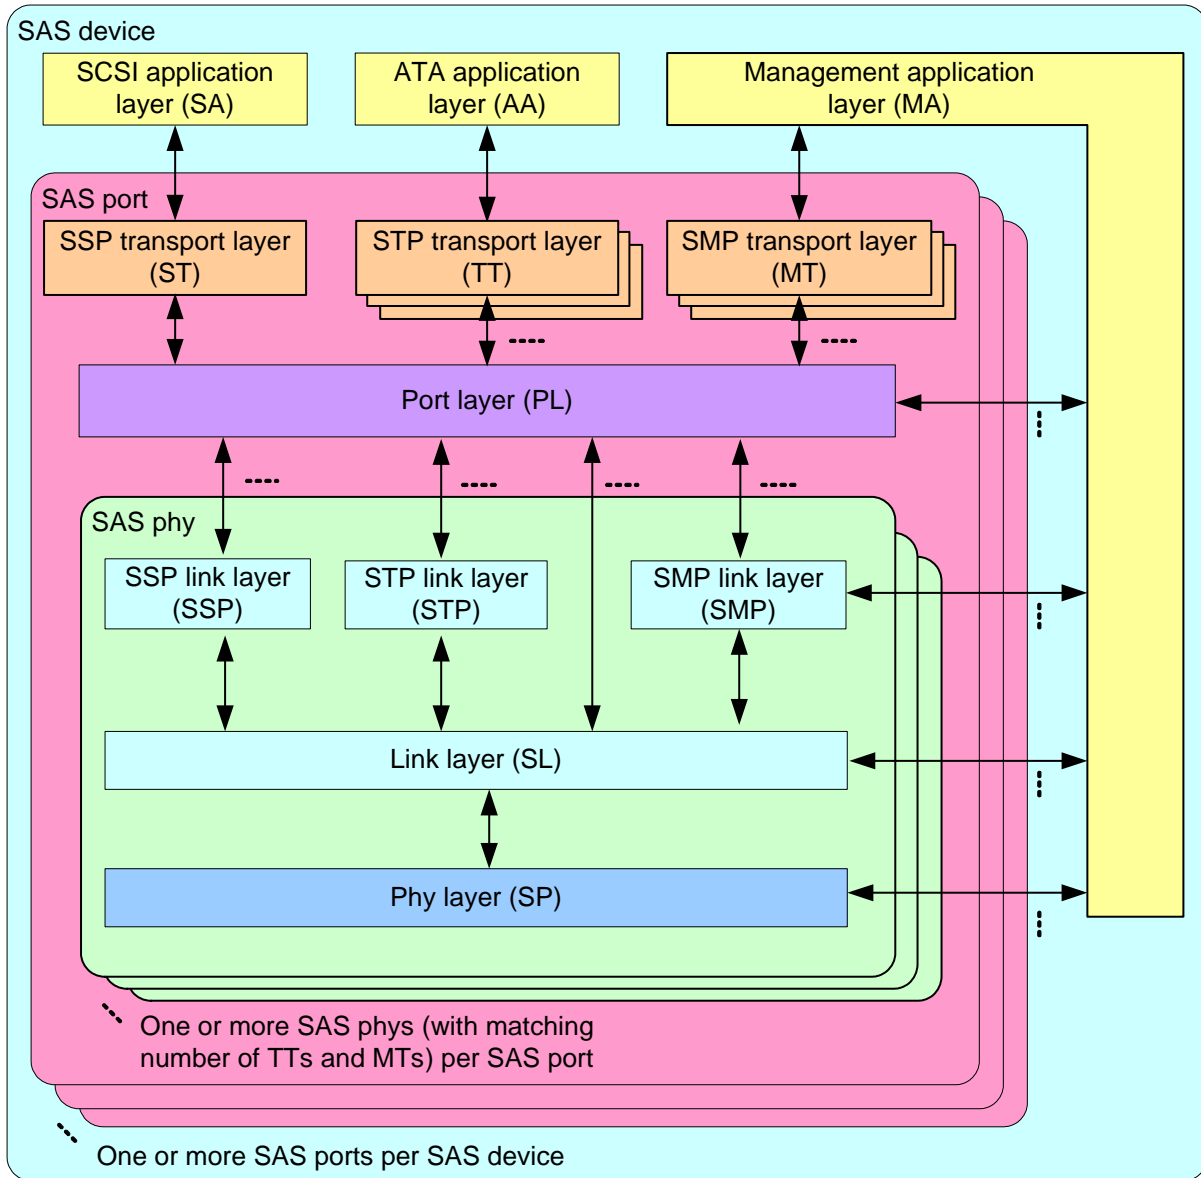 SAS device
SCSI application
layer (SA)
ATA application
layer (AA)
Management application
layer (MA)
SAS port
SSP transport layer
(ST)
STP transport layer
(TT)
SMP transport layer
(MT)
Port layer (PL)
SAS phy
SSP link layer
(SSP)
STP link layer
(STP)
SMP link layer
(SMP)
Link layer (SL)
Phy layer (SP)
One or more SAS phys (with matching
number of TTs and MTs) per SAS port
One or more SAS ports per SAS device